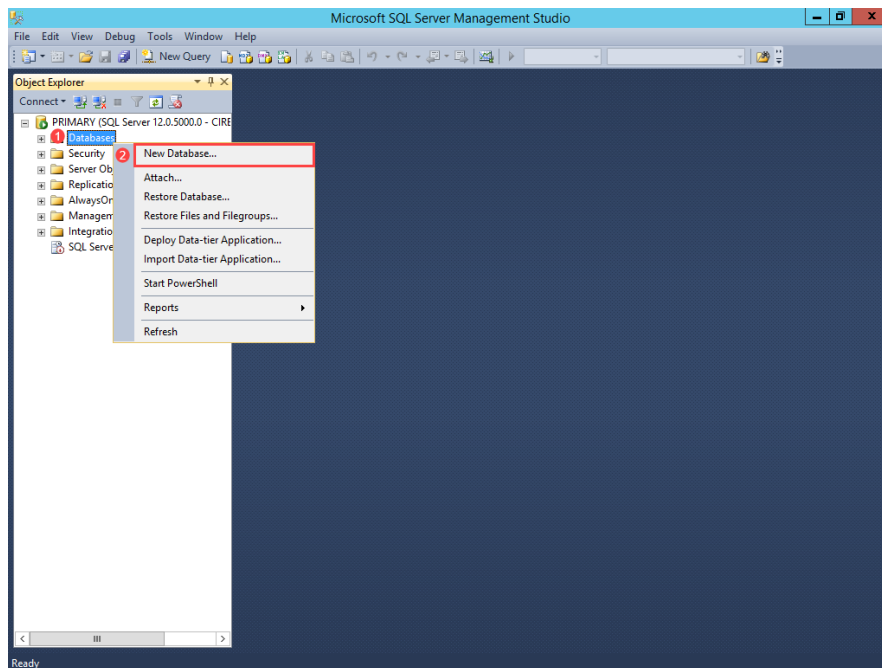 Microsoft SQL Server Management Studio
File Edit View Debug Tools Window Help
New Query
Object Explorer
Connect
PRIMARY (SQL Server 12.0.5000.0 - CIRE
1 Databases
Security
Server Ob
Replicatio
AlwaysOn
Managem
Integratio
SQL Serve
2 New Database...
Attach...
Restore Database...
Restore Files and Filegroups...
Deploy Data-tier Application...
Import Data-tier Application...
Start PowerShell
Reports
Refresh
Ready